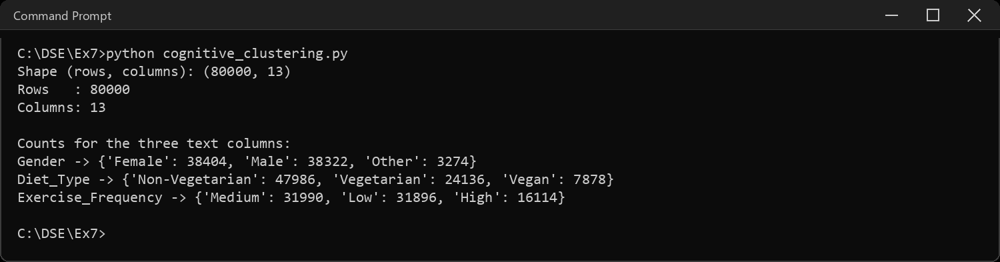 Command Prompt
C:\DSE\Ex7>python cognitive_clustering.py
Shape (rows, columns): (80000, 13)
Rows   : 80000
Columns: 13
Counts for the three text columns:
Gender -> {'Female': 38404, 'Male': 38322, 'Other': 3274}
Diet_Type -> {'Non-Vegetarian': 47986, 'Vegetarian': 24136, 'Vegan': 7878}
Exercise_Frequency -> {'Medium': 31990, 'Low': 31896, 'High': 16114}
C:\DSE\Ex7>